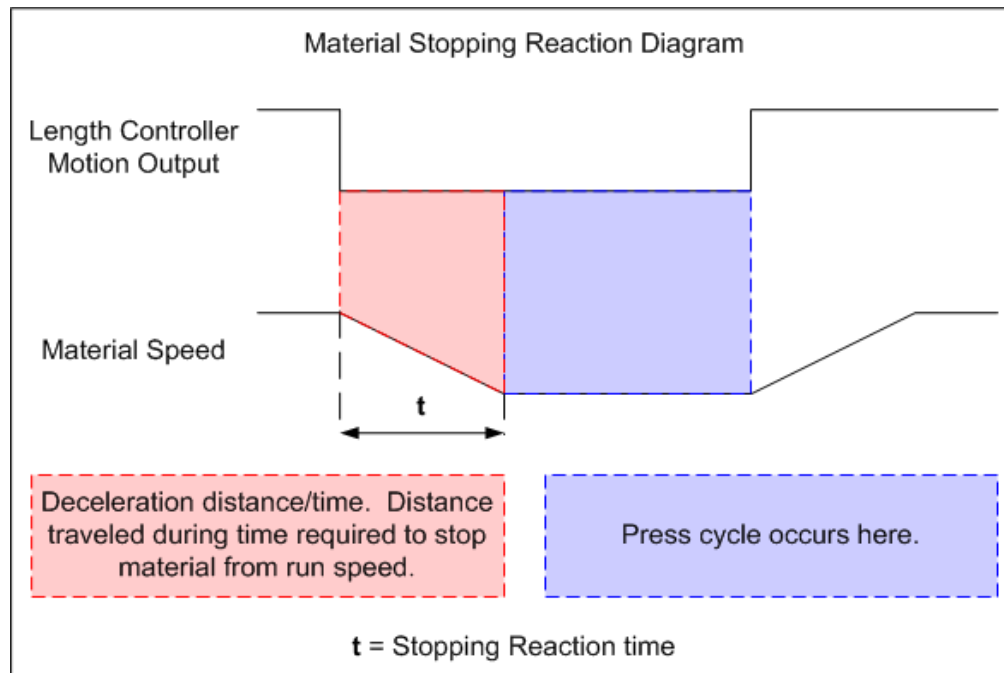 Material Stopping Reaction Diagram
Length Controller
Motion Output
Material Speed
t
Deceleration distance/time.  Distance
traveled during time required to stop
material from run speed.
Press cycle occurs here.
t = Stopping Reaction time